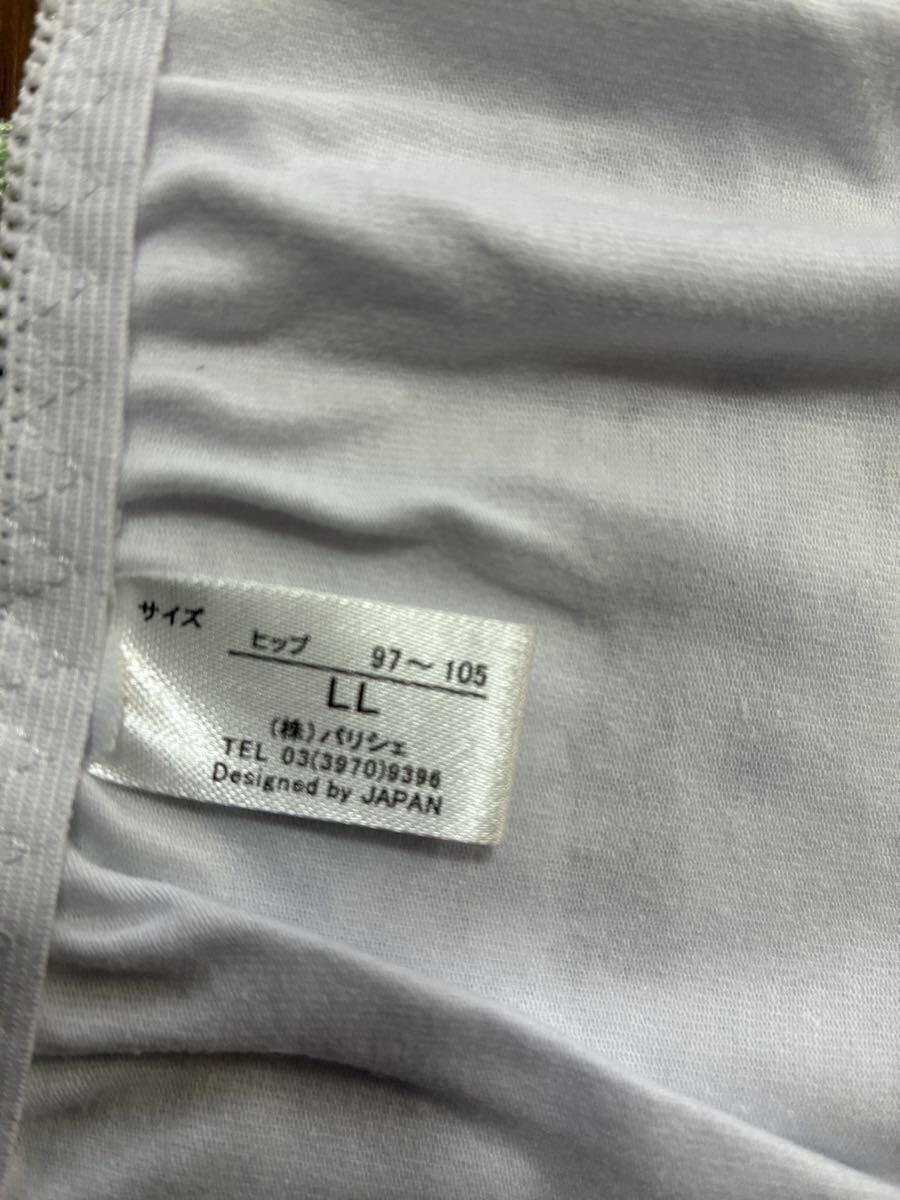 サイズ
ヒップ 97～105
LL
(株)パリシェ
TEL 03(3970)9396
Designed by JAPAN